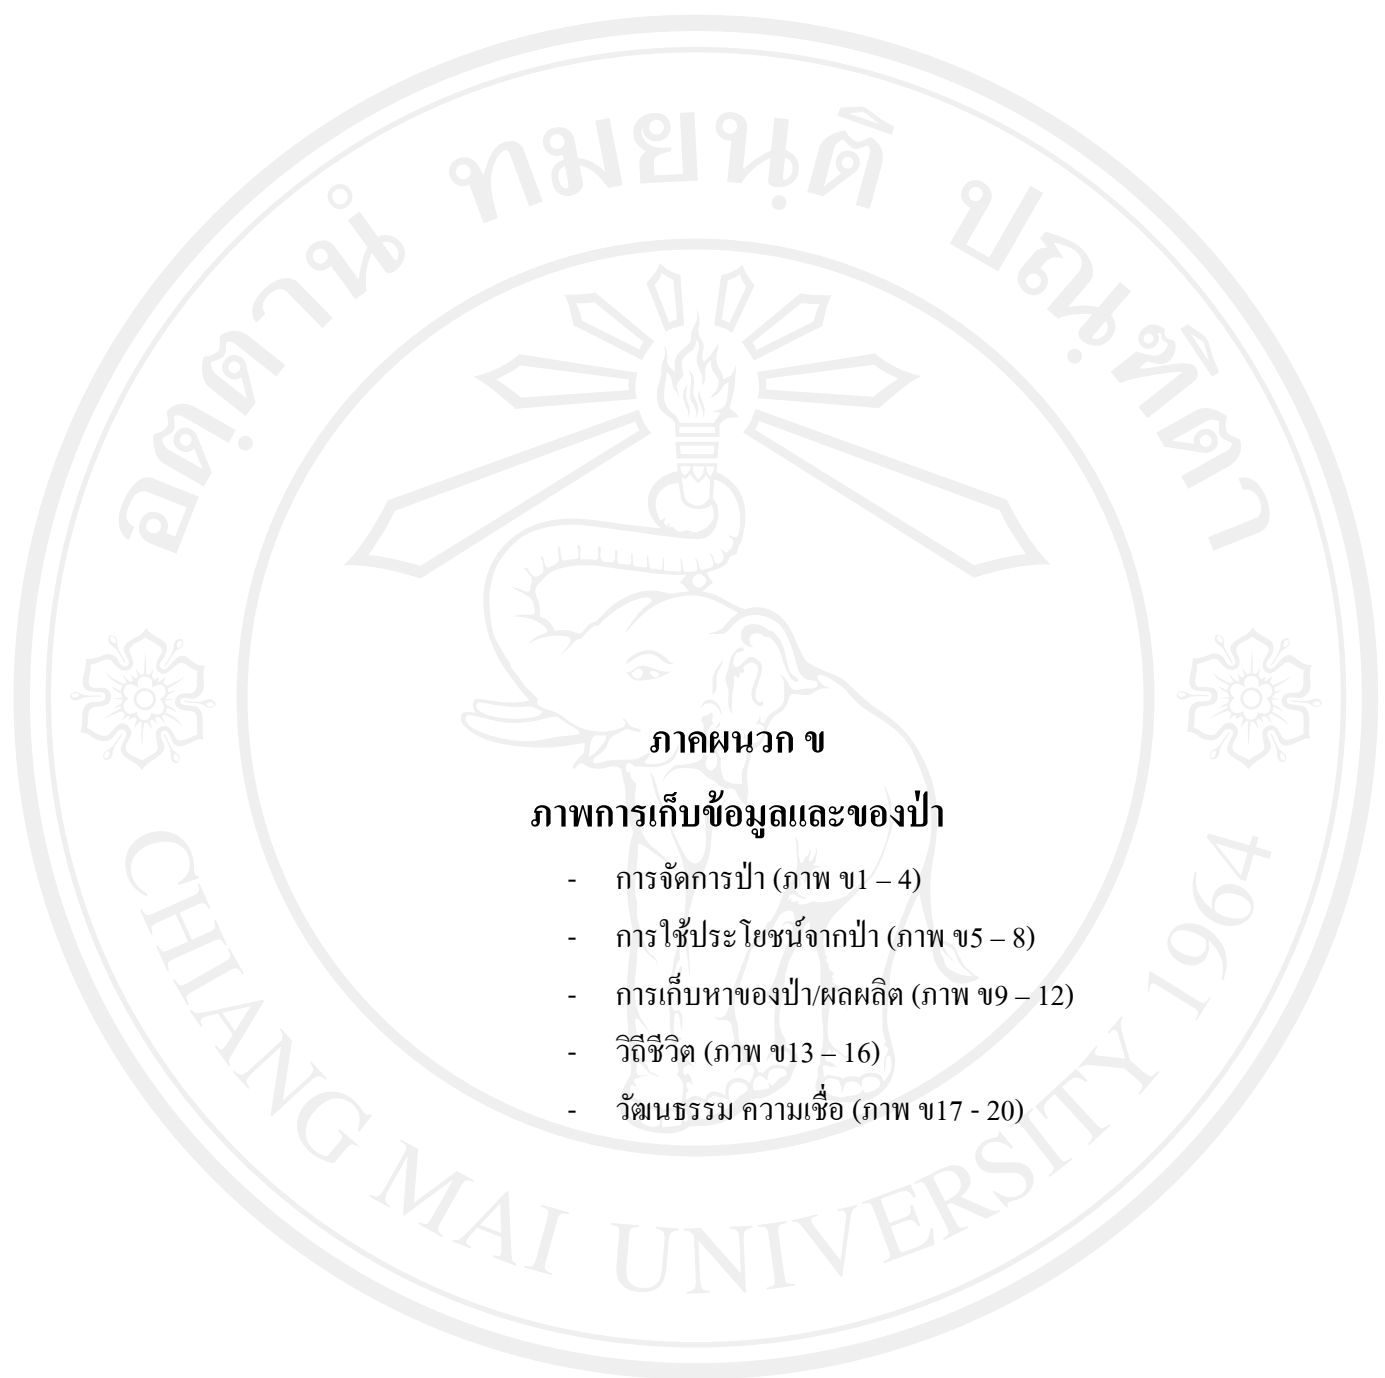 อตฺตานํ ทมยนฺติ ปณฺฑิตา
ภาคผนวก ข
ภาพการเก็บข้อมูลและของป่า
- การจัดการป่า (ภาพ ข1 – 4)
- การใช้ประโยชน์จากป่า (ภาพ ข5 – 8)
- การเก็บหาของป่า/ผลผลิต (ภาพ ข9 – 12)
- วิถีชีวิต (ภาพ ข13 – 16)
- วัฒนธรรม ความเชื่อ (ภาพ ข17 - 20)
CHIANG MAI UNIVERSITY 1964